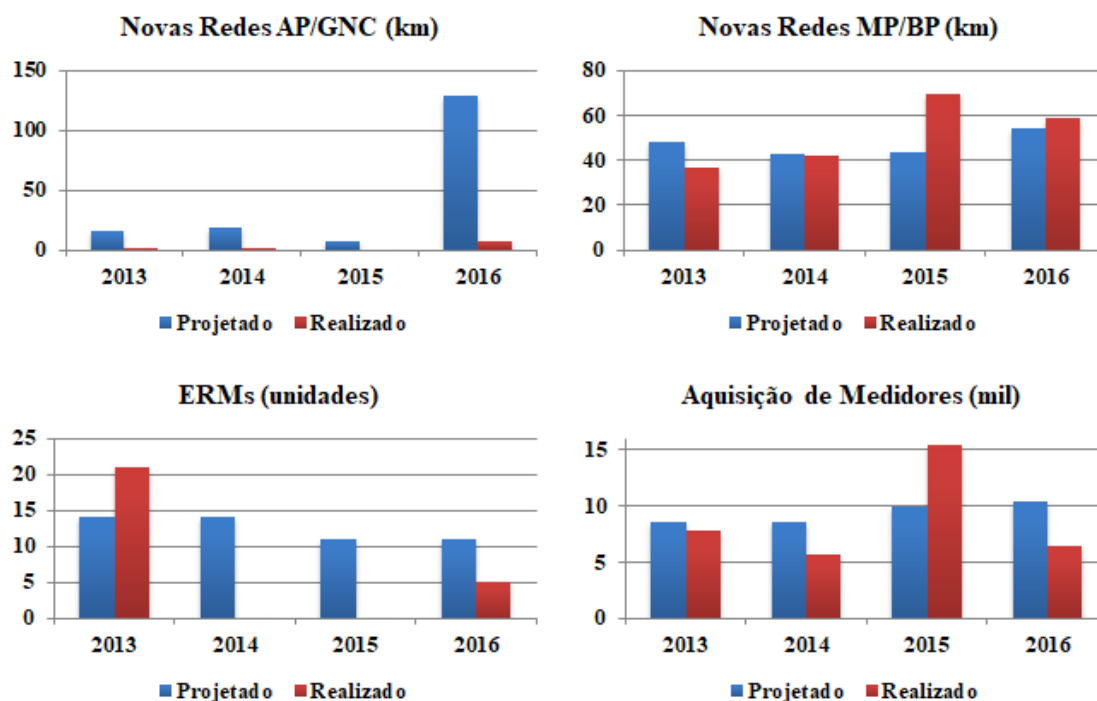 Novas Redes AP/GNC (km)
150
100
50
0
2013 2014 2015 2016
Projetado Realizado
Novas Redes MP/BP (km)
80
60
40
20
0
2013 2014 2015 2016
Projetado Realizado
ERMs (unidades)
25
20
15
10
5
0
2013 2014 2015 2016
Projetado Realizado
Aquisição de Medidores (mil)
15
10
5
0
2013 2014 2015 2016
Projetado Realizado